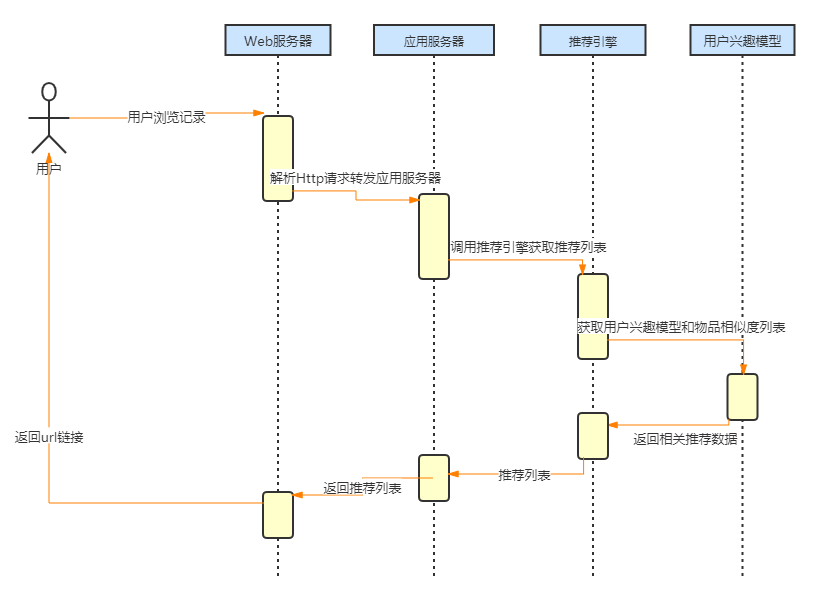 Web服务器
应用服务器
推荐引擎
用户兴趣模型
用户浏览记录
用户
解析Http请求转发应用服务器
调用推荐引擎获取推荐列表
获取用户兴趣模型和物品相似度列表
返回url链接
返回相关推荐数据
推荐列表
返回推荐列表